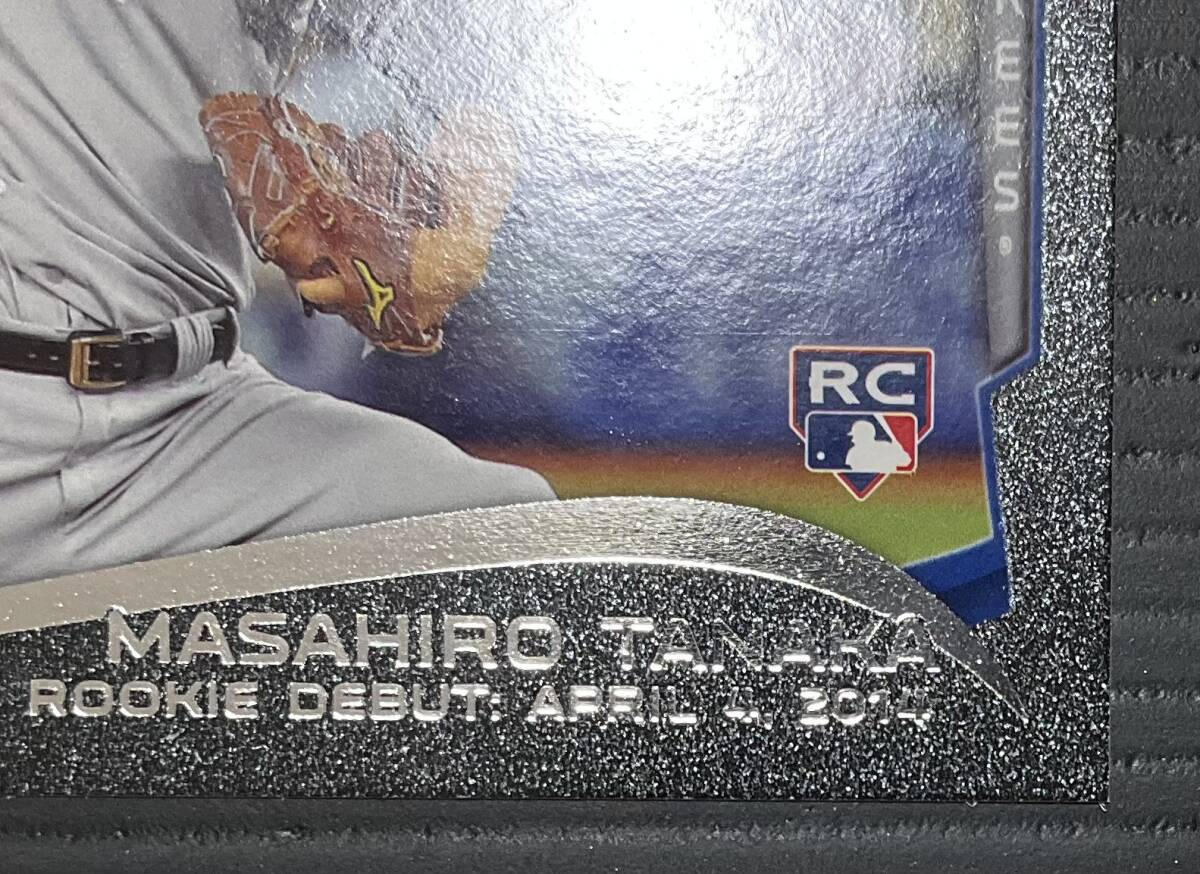 RC
MASAHIRO TANAKA
ROOKIE DEBUT: APRIL 4, 2014